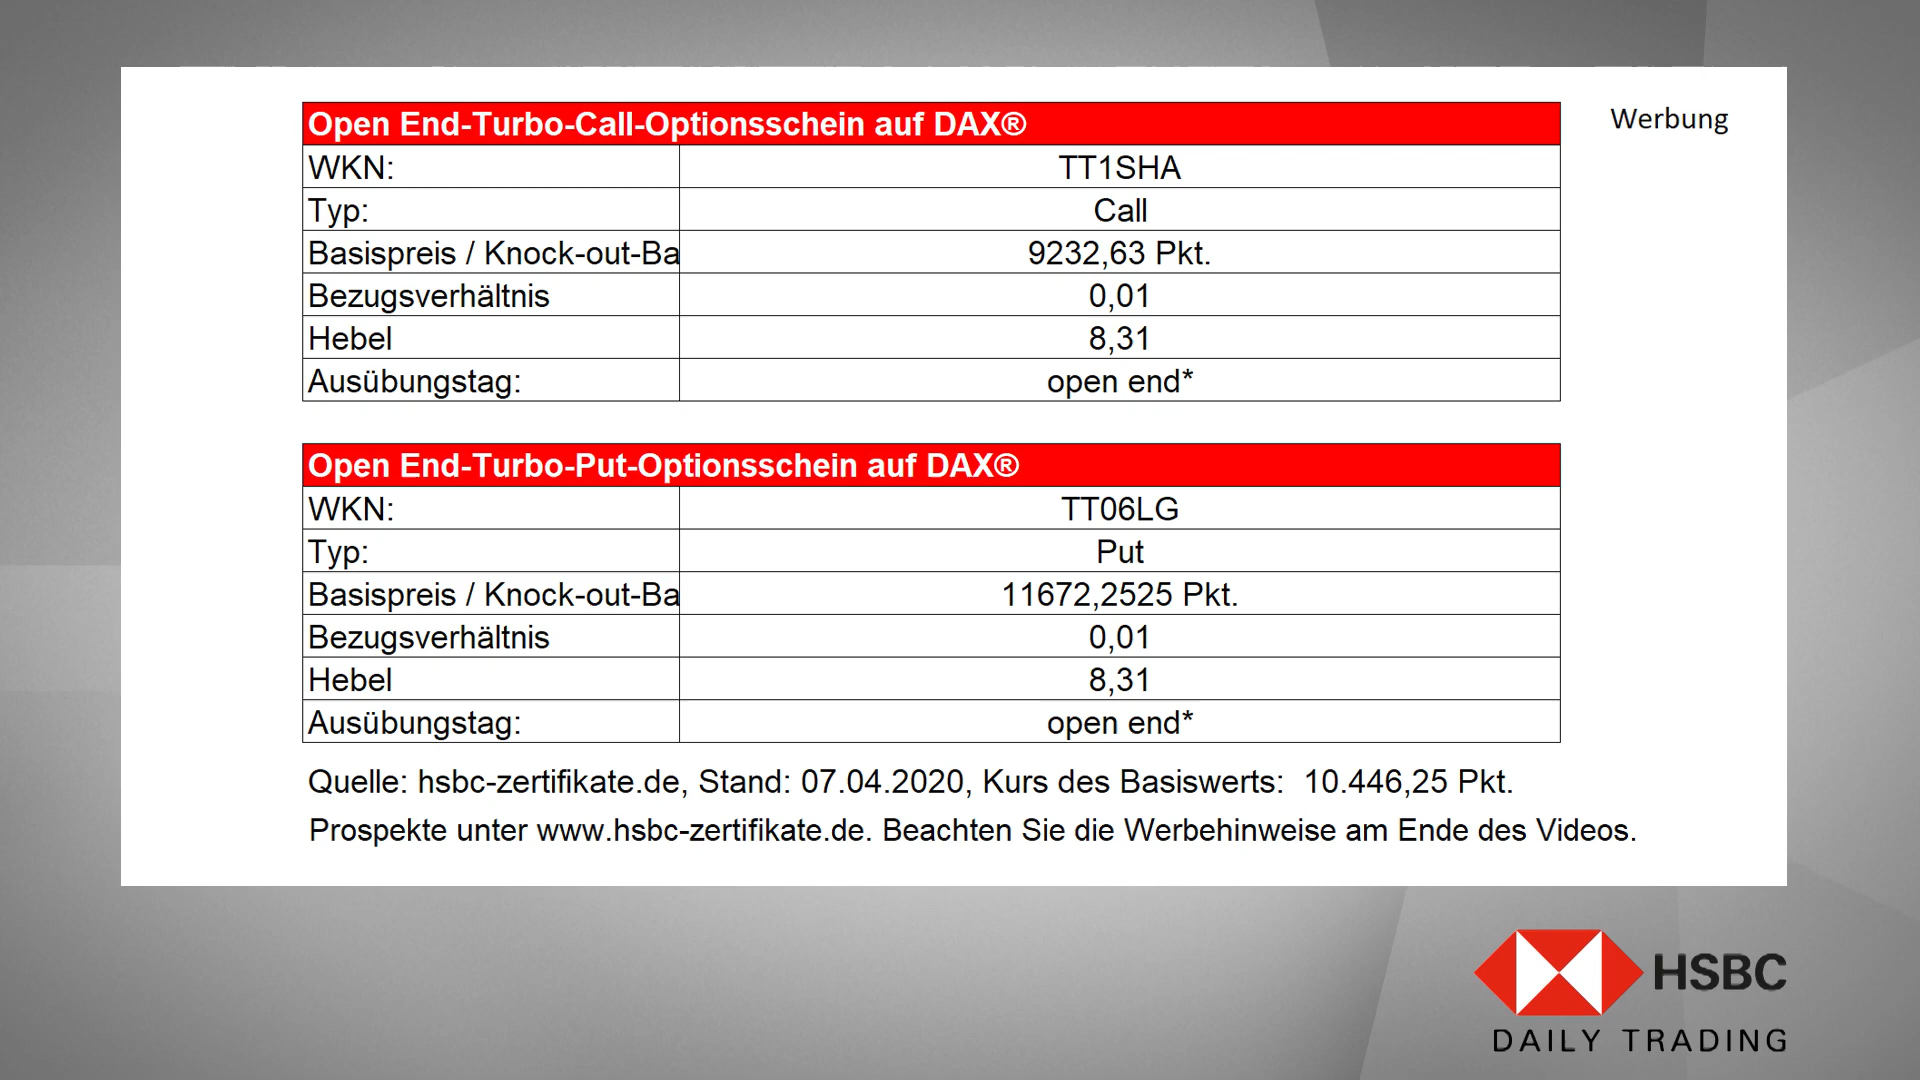 Werbung
Open End-Turbo-Call-Optionsschein auf DAX®
WKN: TT1SHA
Typ: Call
Basispreis / Knock-out-Ba 9232,63 Pkt.
Bezugsverhältnis 0,01
Hebel 8,31
Ausübungstag: open end*
Open End-Turbo-Put-Optionsschein auf DAX®
WKN: TT06LG
Typ: Put
Basispreis / Knock-out-Ba 11672,2525 Pkt.
Bezugsverhältnis 0,01
Hebel 8,31
Ausübungstag: open end*
Quelle: hsbc-zertifikate.de, Stand: 07.04.2020, Kurs des Basiswerts: 10.446,25 Pkt.
Prospekte unter www.hsbc-zertifikate.de. Beachten Sie die Werbehinweise am Ende des Videos.
HSBC
DAILY TRADING